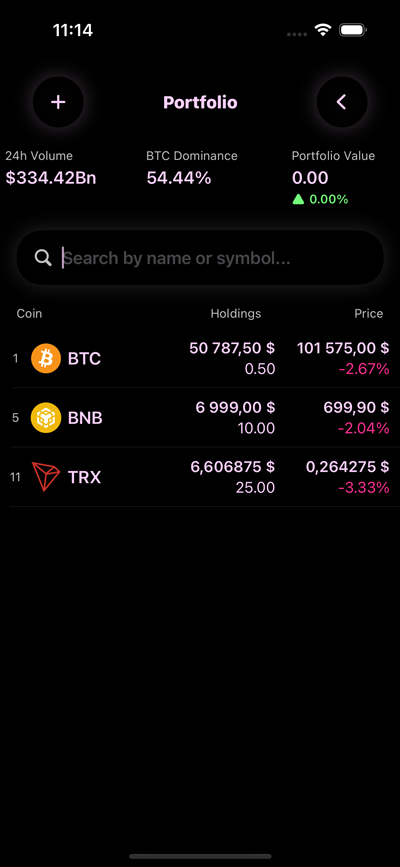 11:14
Portfolio
24h Volume BTC Dominance Portfolio Value
$334.42Bn 54.44% 0.00
0.00%
Search by name or symbol...
Coin Holdings Price
1 BTC 50 787,50 $ 101 575,00 $
0.50 -2.67%
5 BNB 6 999,00 $ 699,90 $
10.00 -2.04%
11 TRX 6,606875 $ 0,264275 $
25.00 -3.33%